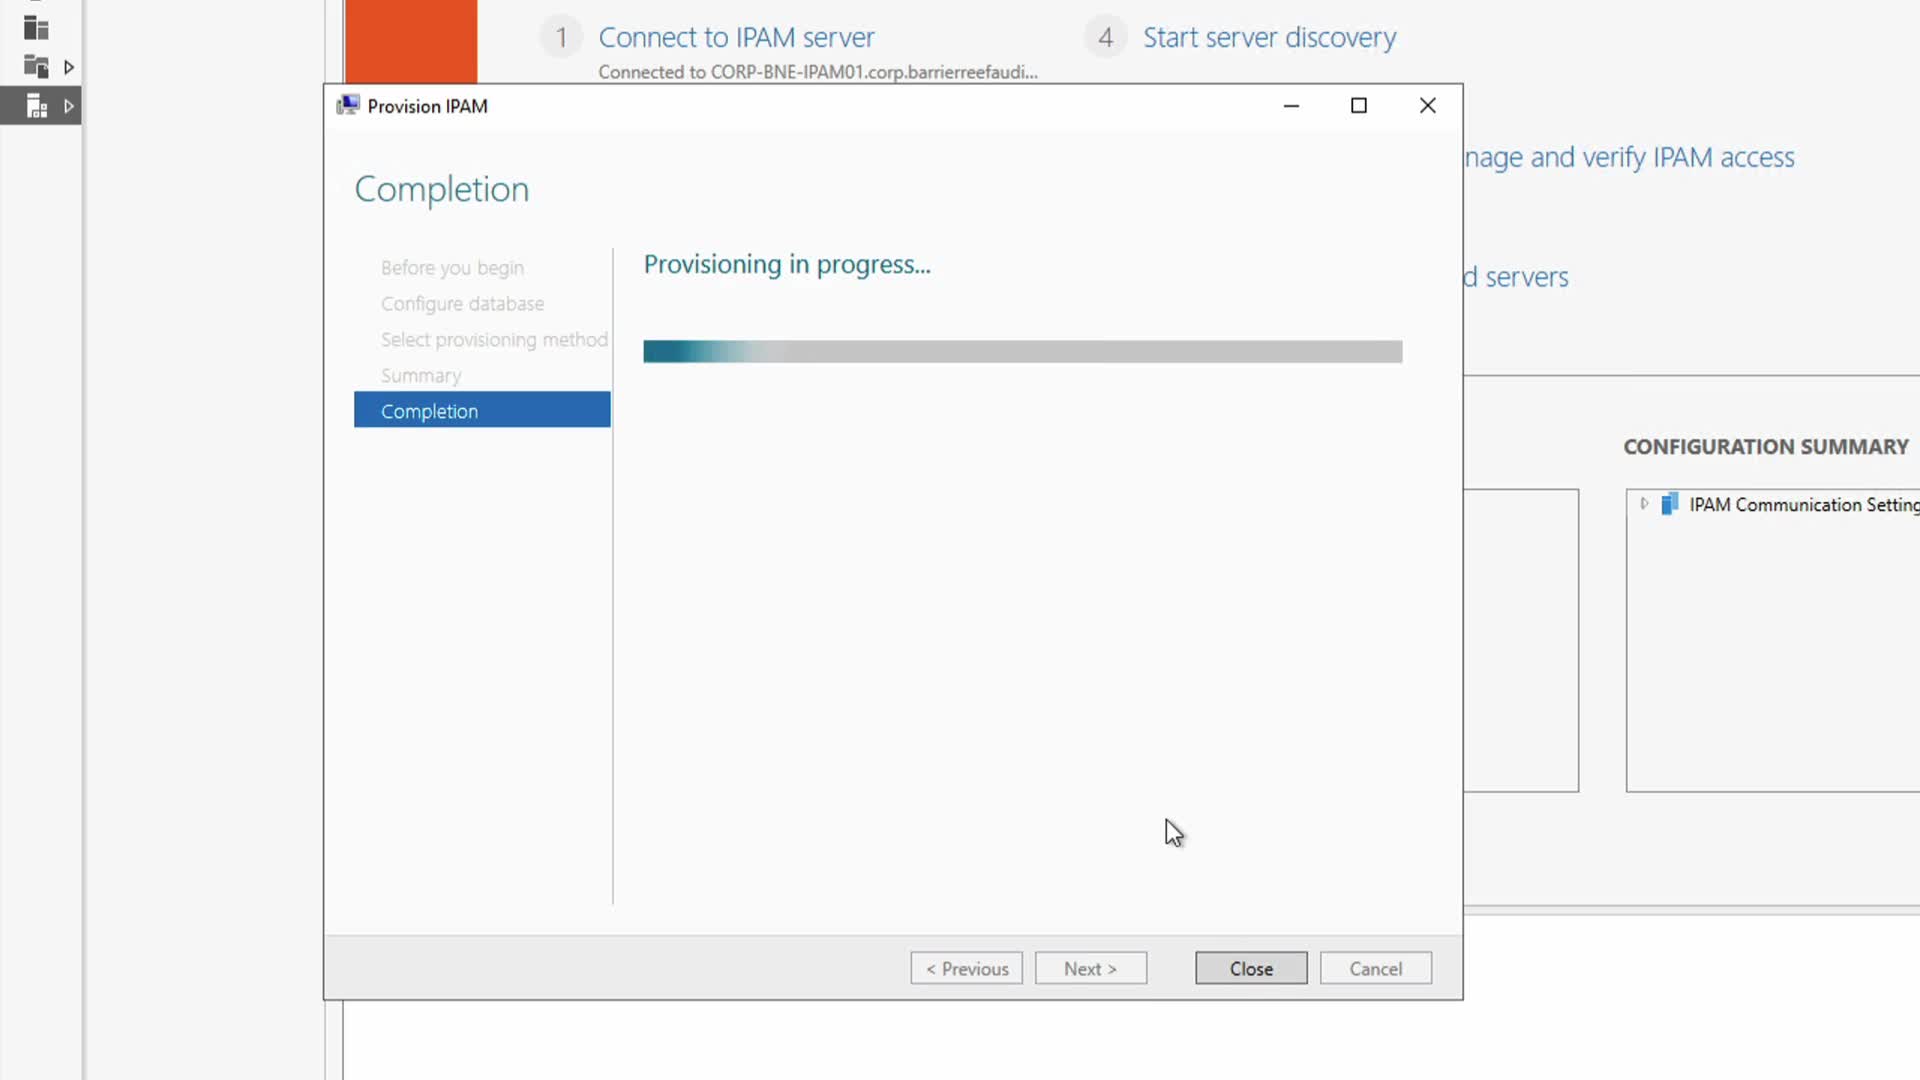 1 Connect to IPAM server
Connected to CORP-BNE-IPAM01.corp.barrierreefaudi...
4 Start server discovery
Provision IPAM
nage and verify IPAM access
Completion
Before you begin
Configure database
Select provisioning method
Summary
Completion
Provisioning in progress...
d servers
CONFIGURATION SUMMARY
IPAM Communication Setting
< Previous
Next >
Close
Cancel